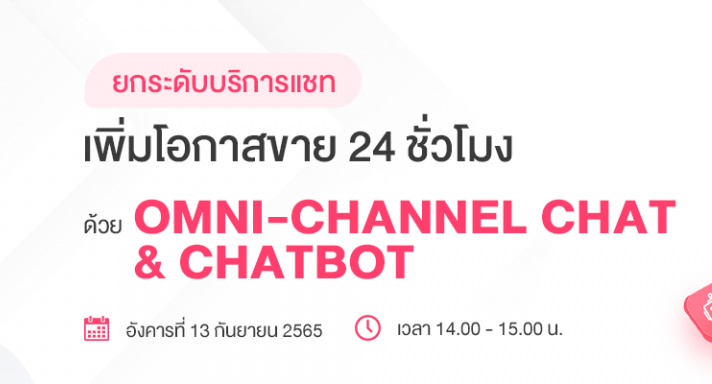 ยกระดับบริการแชท
เพิ่มโอกาสขาย 24 ชั่วโมง
ด้วย OMNI-CHANNEL CHAT
& CHATBOT
อังคารที่ 13 กันยายน 2565 เวลา 14.00 - 15.00 น.